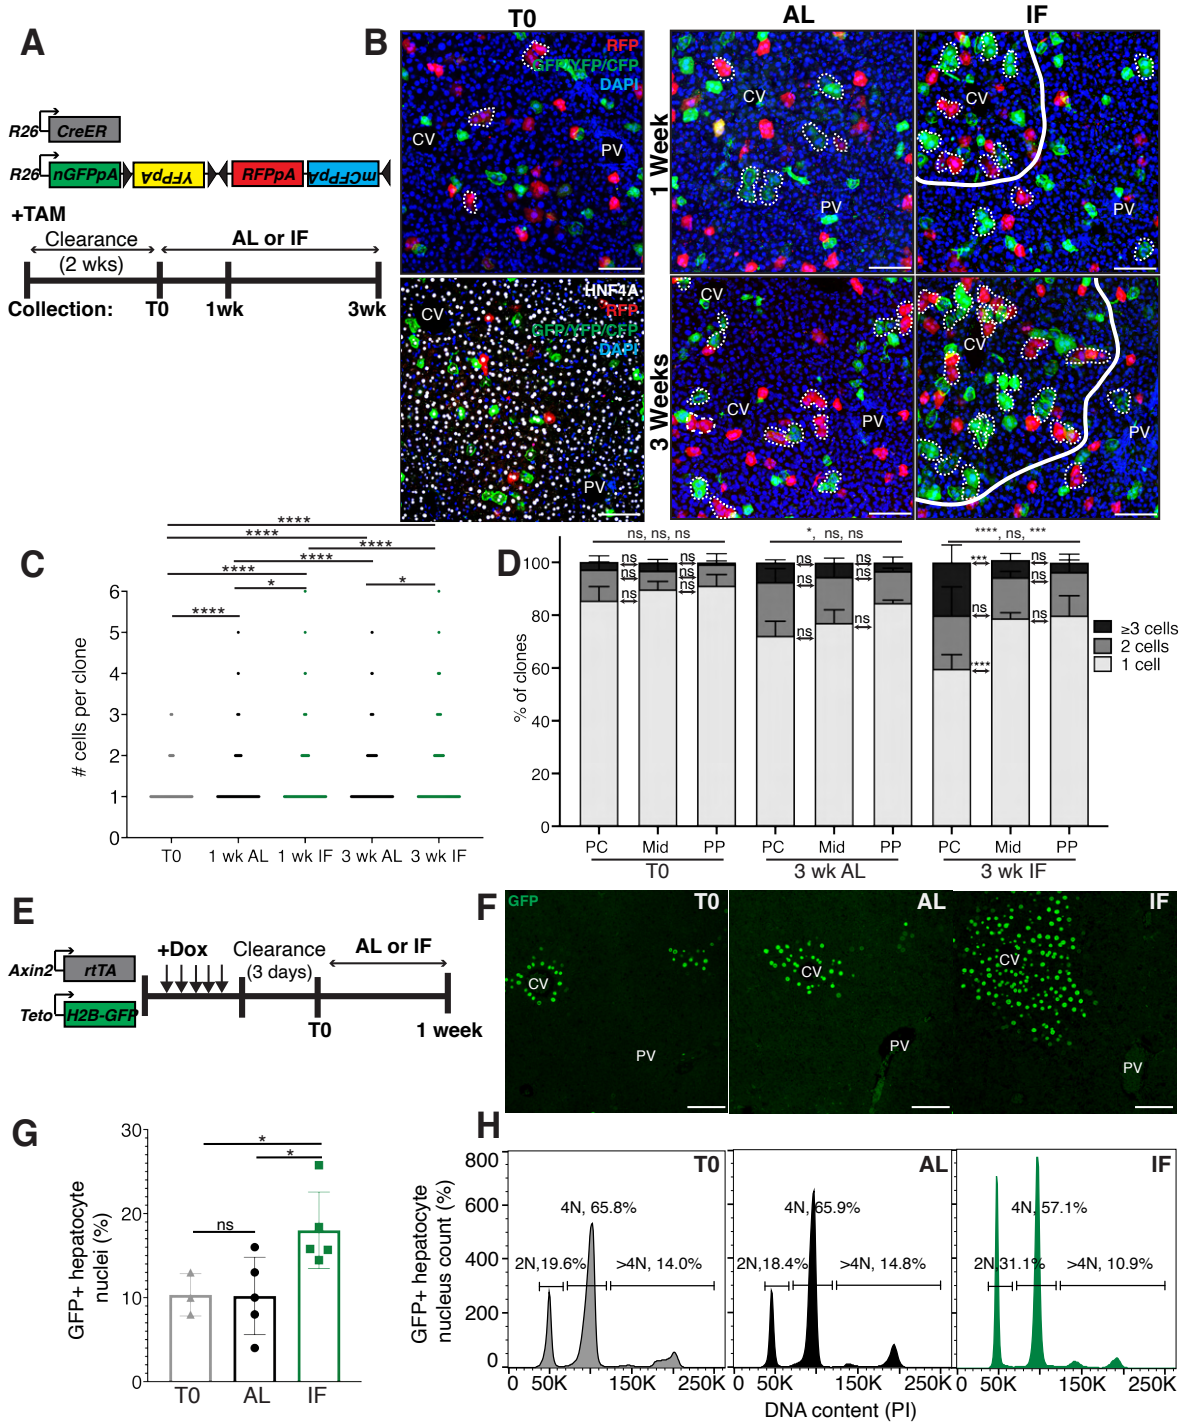 A
R26
CreER
R26
nGFPpA
YFPpA
RFPpA
mCFPpA
+TAM
Clearance
(2 wks)
AL or IF
Collection:
T0
1wk
3wk
B
T0
AL
IF
RFP
GFP/YFP/CFP
DAPI
CV
PV
1 Week
CV
PV
CV
PV
HNF4A
RFP
GFP/YFP/CFP
DAPI
CV
PV
3 Weeks
CV
CV
PV
CV
PV
C
****
****
****
****
****
* *
****
# cells per clone
6
5
4
3
2
1
0
T0
1 wk AL
1 wk IF
3 wk AL
3 wk IF
D
ns, ns, ns
*, ns, ns
****, ns, ***
ns ns ns ns ***  ns
ns ns ns ns ns ns
ns ns ns ns **** ns
% of clones
100
80
60
40
20
0
PC Mid PP
T0
PC Mid PP
3 wk AL
PC Mid PP
3 wk IF
≥3 cells
2 cells
1 cell
E
Axin2
rtTA
Teto
H2B-GFP
+Dox
Clearance
(3 days)
AL or IF
T0
1 week
F
GFP
T0
CV
PV
AL
CV
PV
IF
CV
PV
G
GFP+ hepatocyte
nuclei (%)
30
20
10
0
*
*
ns
T0
AL
IF
H
GFP+ hepatocyte
nucleus count (%)
800
600
400
200
0
T0
4N, 65.8%
2N,19.6%
>4N, 14.0%
AL
4N, 65.9%
2N,18.4%
>4N, 14.8%
IF
4N, 57.1%
2N,31.1%
>4N, 10.9%
0 50K 150K 250K
50K 150K 250K
50K 150K 250K
DNA content (PI)